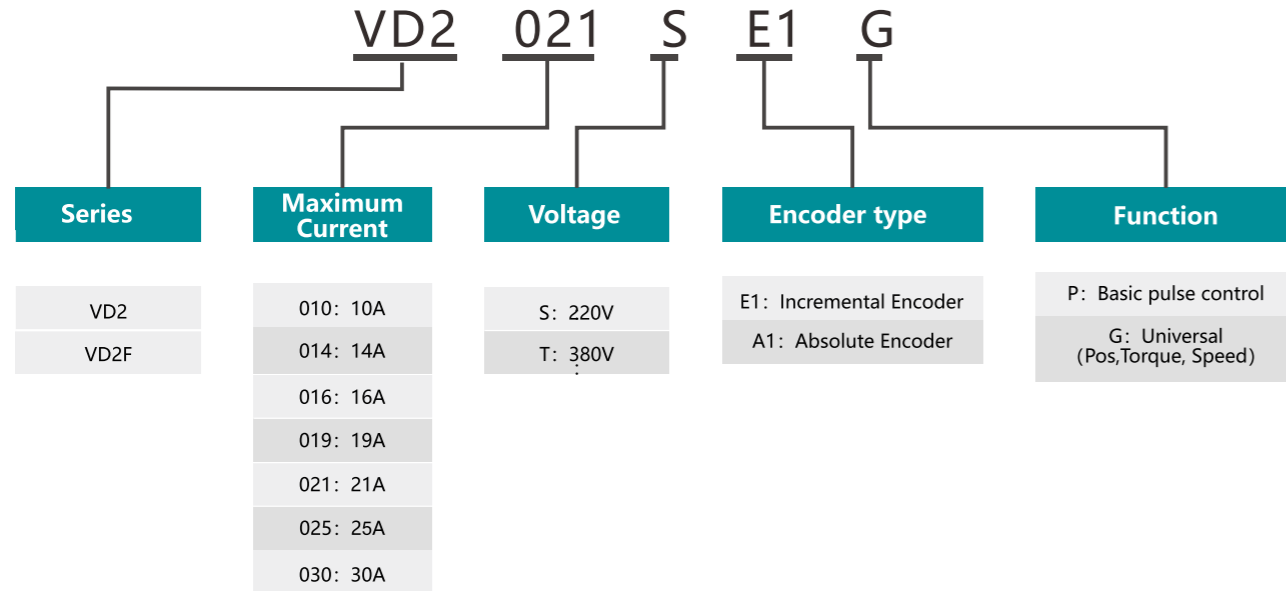 VD2 021 S E1 G
Series
Maximum
Current
Voltage
Encoder type
Function
VD2
VD2F
010：10A
014：14A
016：16A
019：19A
021：21A
025：25A
030：30A
S：220V
T：380V
:
E1：Incremental Encoder
A1：Absolute Encoder
P：Basic pulse control
G：Universal
(Pos,Torque, Speed)